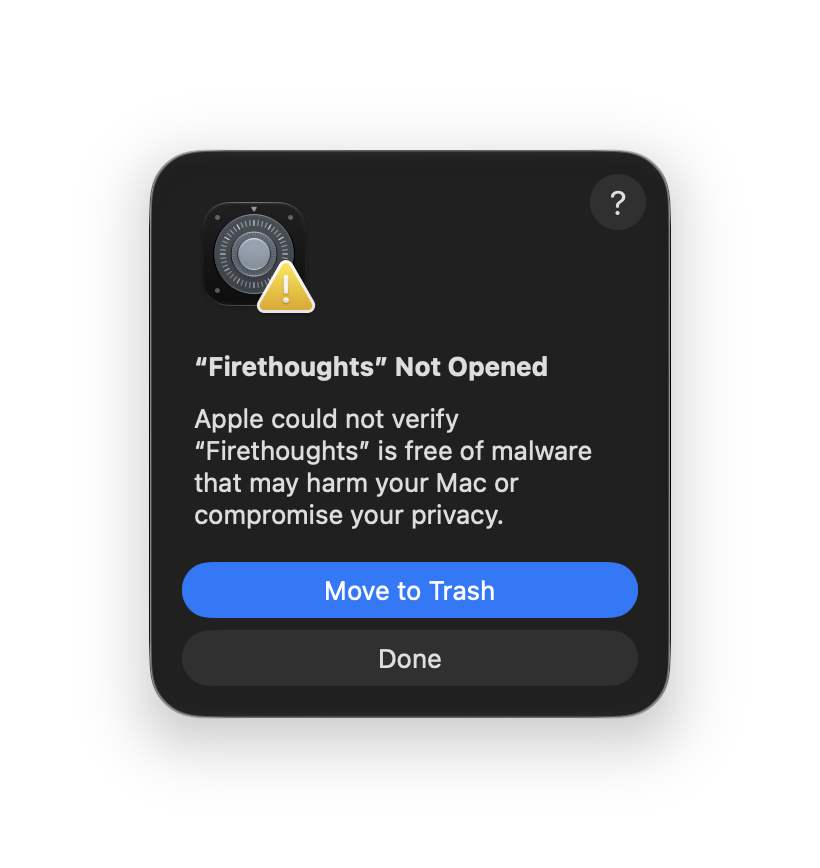 ?
“Firethoughts” Not Opened
Apple could not verify
“Firethoughts” is free of malware
that may harm your Mac or
compromise your privacy.
Move to Trash
Done